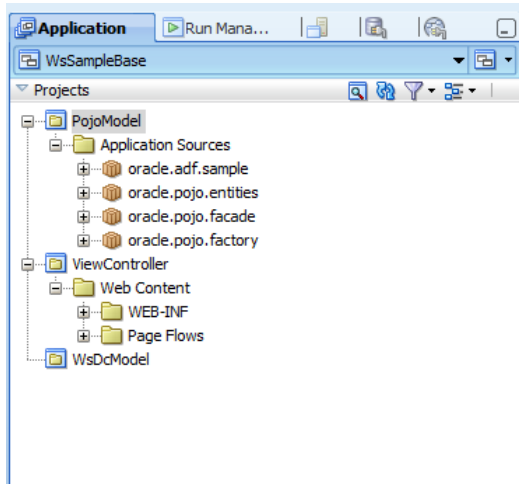 Application Run Mana...
WsSampleBase
Projects
PojoModel
Application Sources
oracle.adf.sample
oracle.pojo.entities
oracle.pojo.facade
oracle.pojo.factory
ViewController
Web Content
WEB-INF
Page Flows
WsDcModel